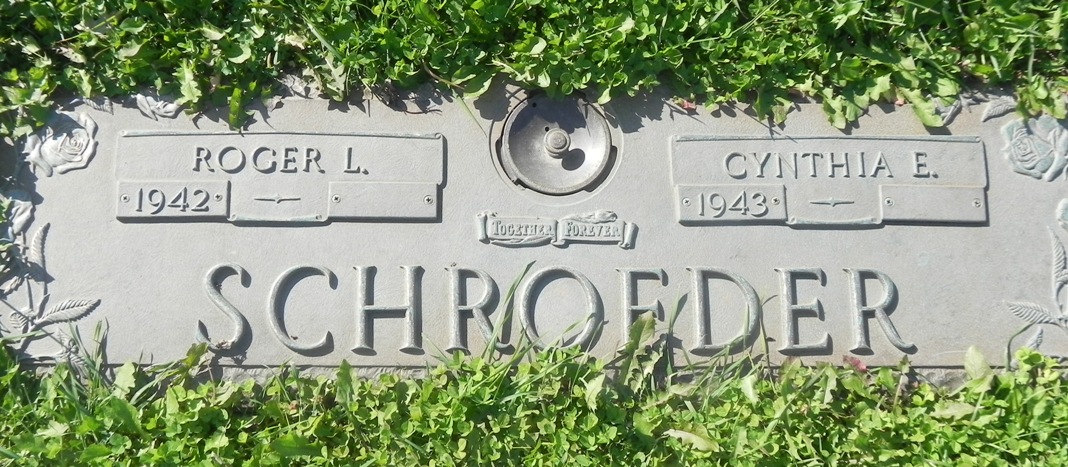 ROGER L.
1942
CYNTHIA E.
1943
TOGETHER FOREVER
SCHROEDER